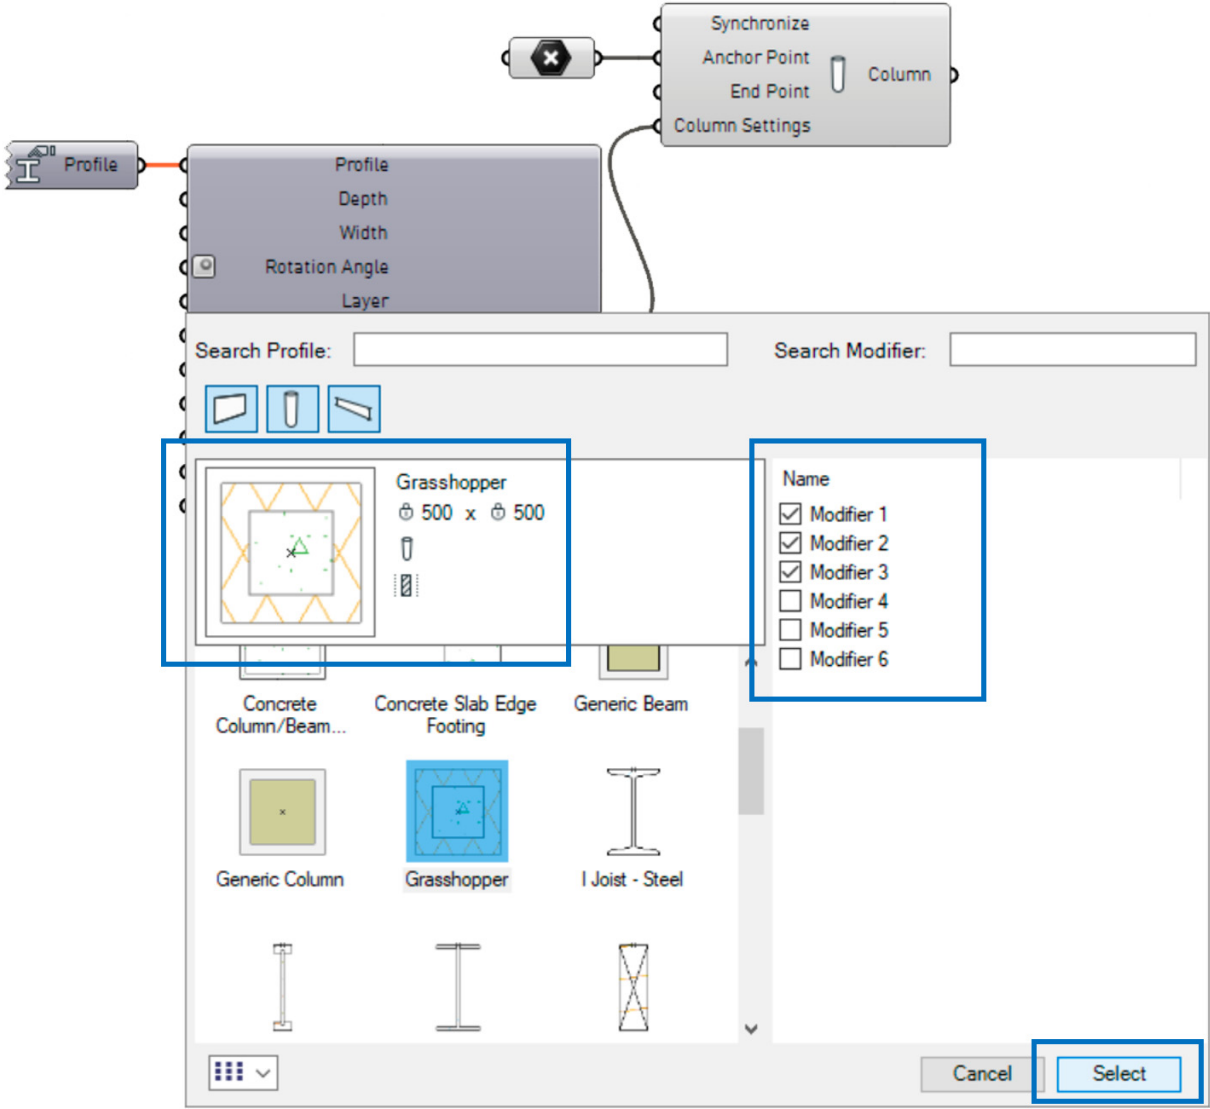 Synchronize
Anchor Point
Column
End Point
Column Settings
Profile
Profile
Depth
Width
Rotation Angle
Layer
Search Profile:
Search Modifier:
Grasshopper
500 x 500
Name
Modifier 1
Modifier 2
Modifier 3
Modifier 4
Modifier 5
Modifier 6
Concrete
Column/Beam...
Concrete Slab Edge
Footing
Generic Beam
Generic Column
Grasshopper
I Joist - Steel
Cancel
Select